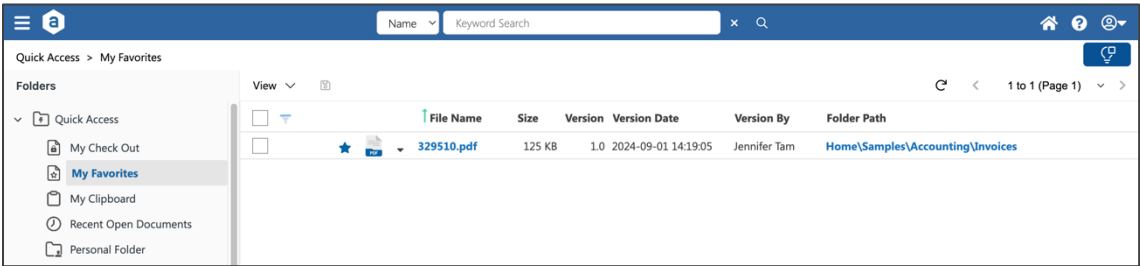 a
Name
Keyword Search
Quick Access > My Favorites
Folders
View
1 to 1 (Page 1)
Quick Access
File Name Size Version Version Date Version By Folder Path
My Check Out
PDF 329510.pdf 125 KB 1.0 2024-09-01 14:19:05 Jennifer Tam Home\Samples\Accounting\Invoices
My Favorites
My Clipboard
Recent Open Documents
Personal Folder